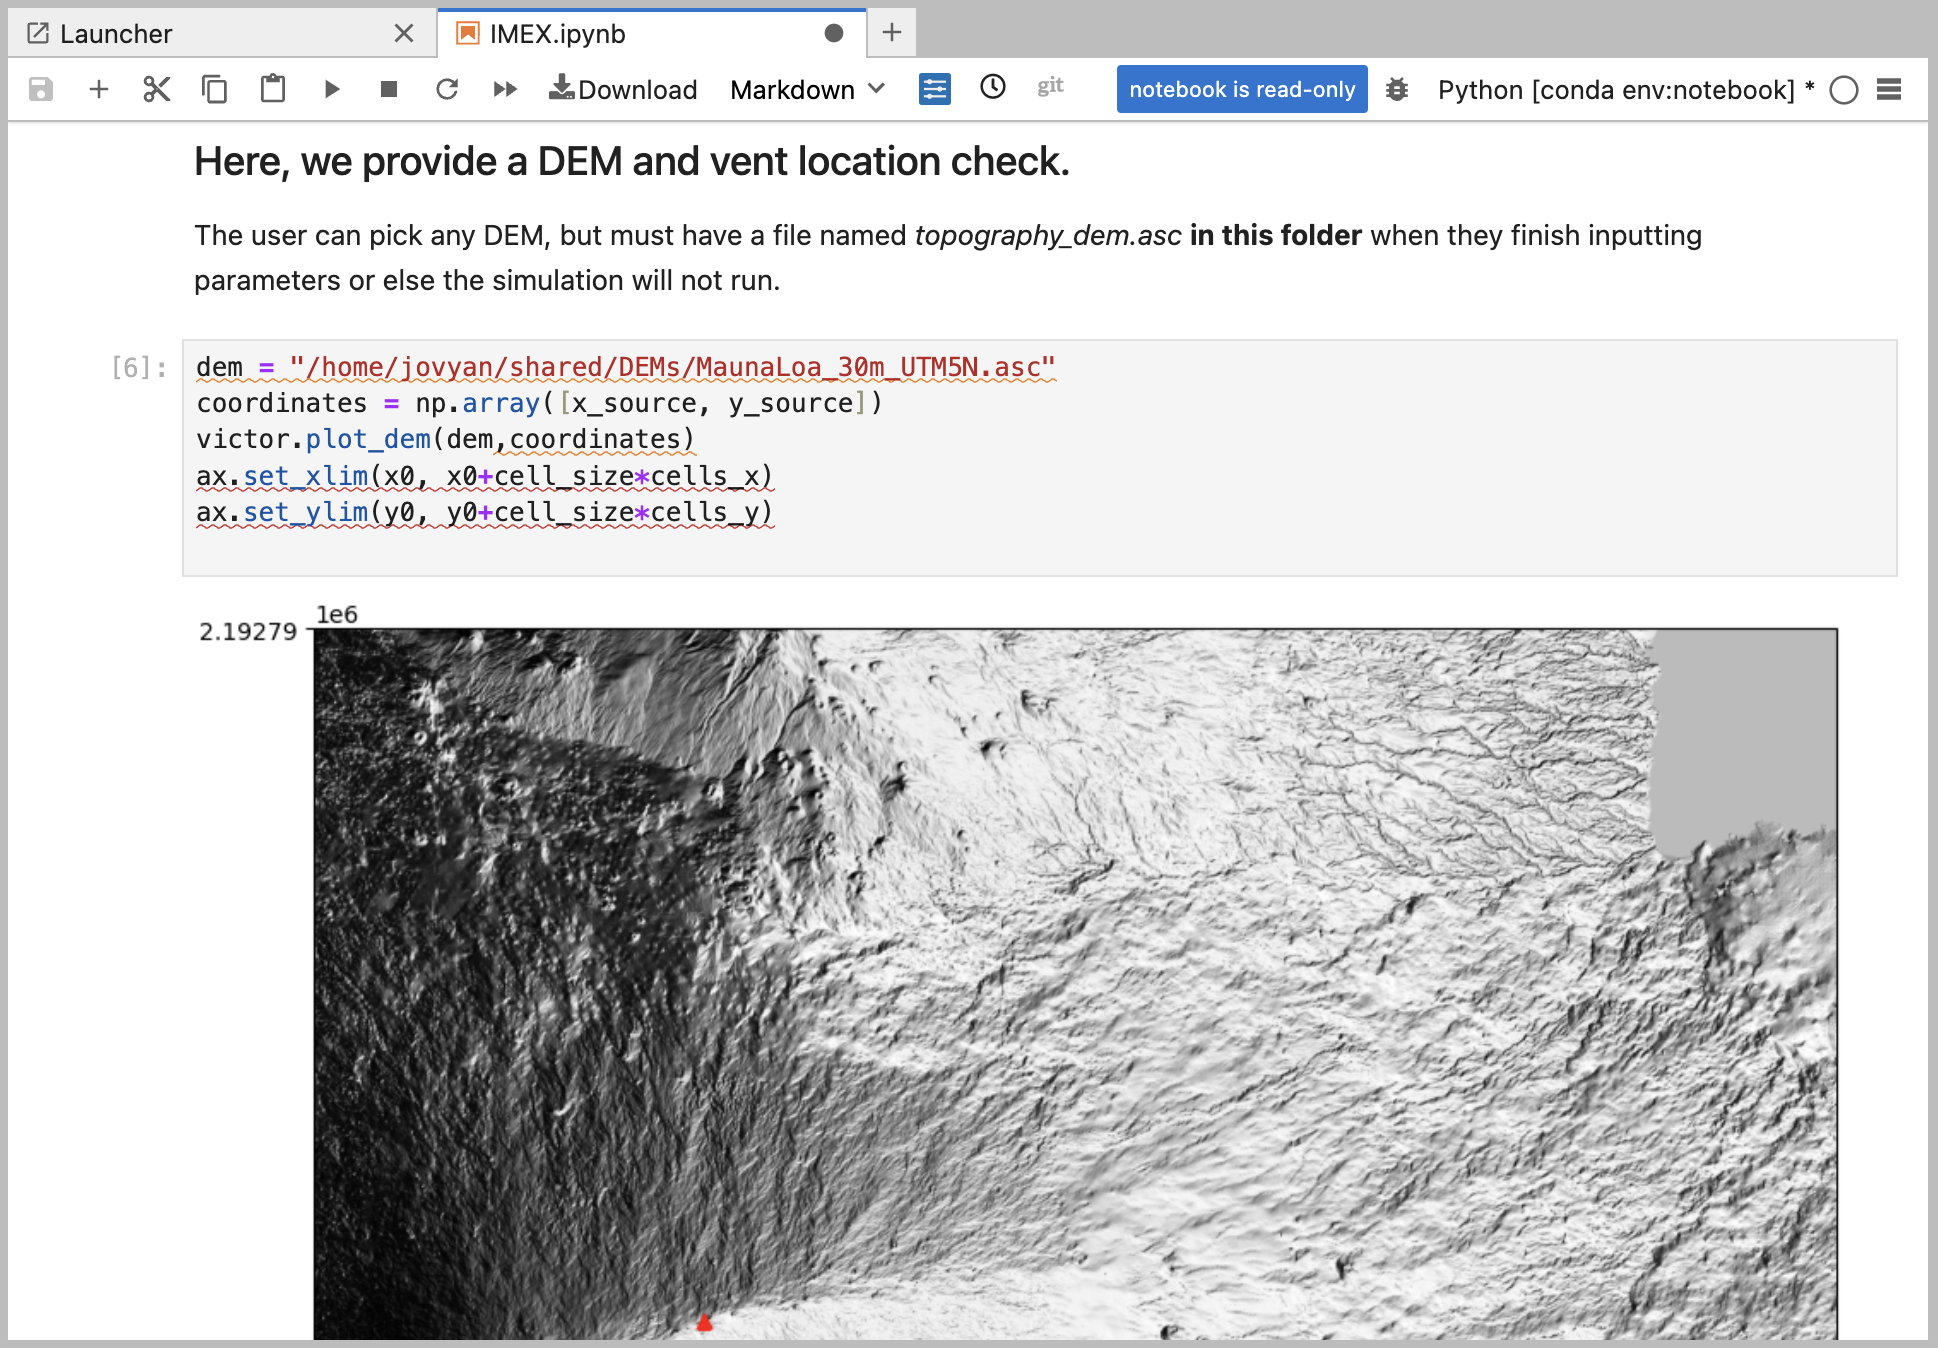 Launcher
IMEX.ipynb
Download Markdown git notebook is read-only Python [conda env:notebook] *
Here, we provide a DEM and vent location check.
The user can pick any DEM, but must have a file named topography_dem.asc in this folder when they finish inputting
parameters or else the simulation will not run.
[6]:
dem = "/home/jovyan/shared/DEMs/MaunaLoa_30m_UTM5N.asc"
coordinates = np.array([x_source, y_source])
victor.plot_dem(dem,coordinates)
ax.set_xlim(x0, x0+cell_size*cells_x)
ax.set_ylim(y0, y0+cell_size*cells_y)
1e6
2.19279